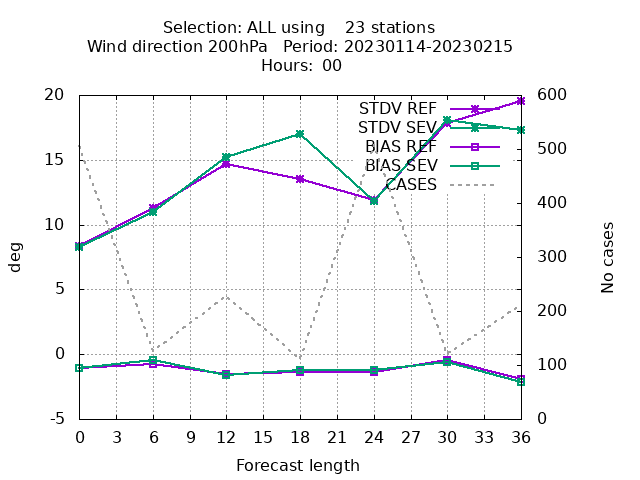 Selection: ALL using    23 stations
Wind direction 200hPa   Period: 20230114-20230215
Hours: 00
STDV REF
STDV SEV
BIAS REF
BIAS SEV
CASES
20
15
10
5
0
-5
deg
600
500
400
300
200
100
0
No cases
0 3 6 9 12 15 18 21 24 27 30 33 36
Forecast length